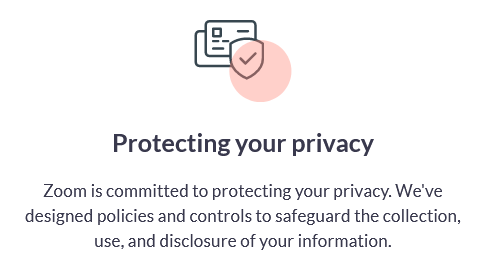 Protecting your privacy
Zoom is committed to protecting your privacy. We've
designed policies and controls to safeguard the collection,
use, and disclosure of your information.